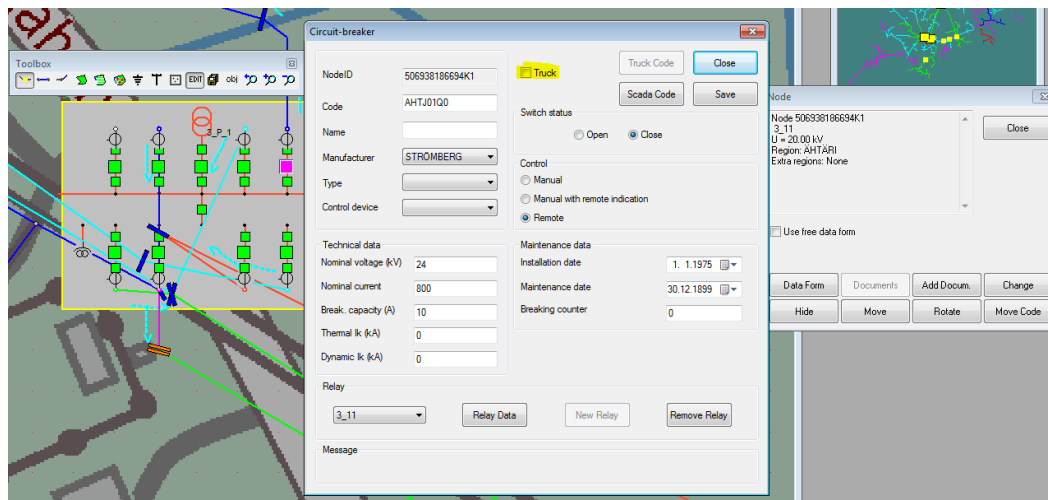 ah
Toolbox
EDIT
obj
3_P_1
Circuit-breaker
NodeID
506938186694K1
Code
AHTJ01Q0
Name
Manufacturer
STRÖMBERG
Type
Control device
Truck
Truck Code
Close
Scada Code
Save
Switch status
Open
Close
Control
Manual
Manual with remote indication
Remote
Technical data
Nominal voltage (kV)
24
Nominal current
800
Break. capacity (A)
10
Thermal Ik (kA)
0
Dynamic Ik (kA)
0
Maintenance data
Installation date
1. 1.1975
Maintenance date
30.12.1899
Breaking counter
0
Relay
3_11
Relay Data
New Relay
Remove Relay
Message
Node
Node 506938186694K1
3_11
U = 20.00 kV
Region: ÄHTÄRI
Extra regions: None
Close
Use free data form
Data Form
Documents
Add Docum.
Change
Hide
Move
Rotate
Move Code